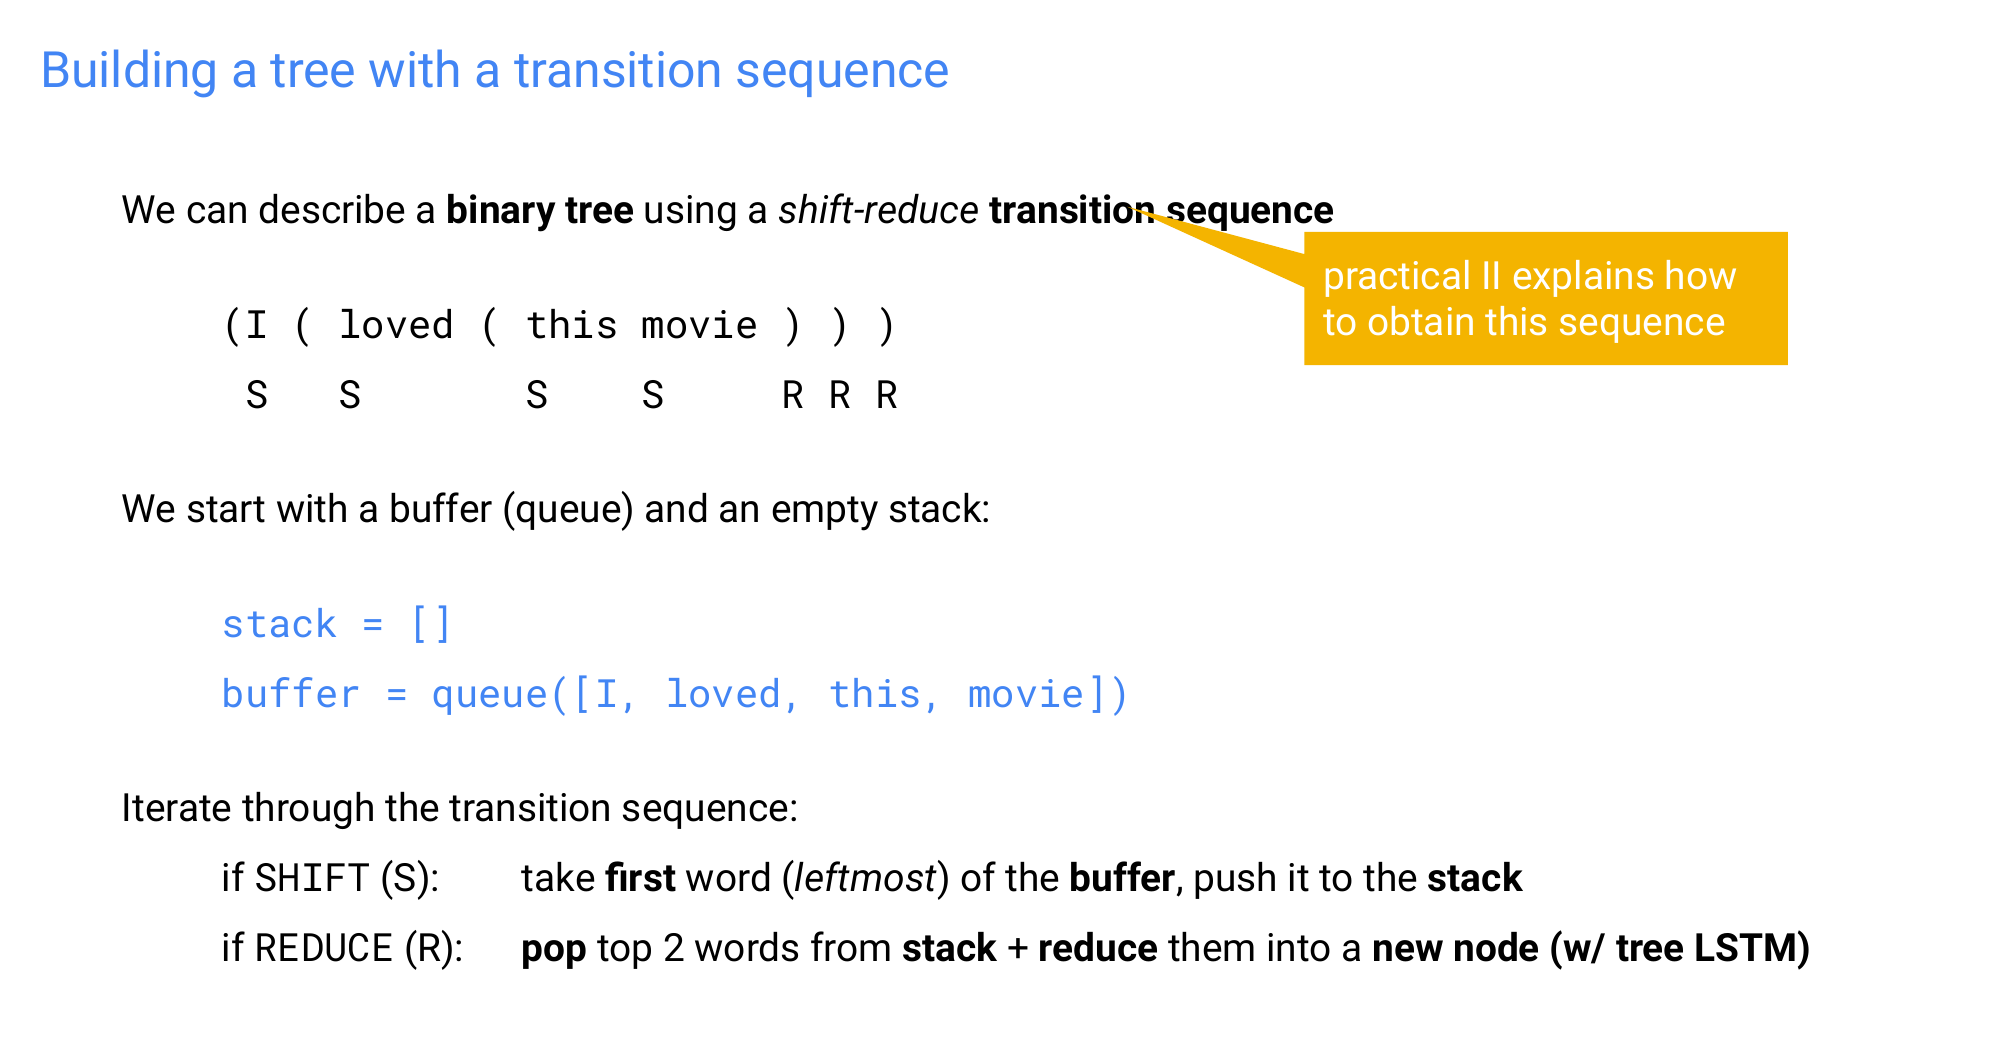 Building a tree with a transition sequence
We can describe a binary tree using a shift-reduce transition sequence
practical II explains how
to obtain this sequence
(I ( loved ( this movie ) ) )
S S S S R R R
We start with a buffer (queue) and an empty stack:
stack = []
buffer = queue([I, loved, this, movie])
Iterate through the transition sequence:
if SHIFT (S): take first word (leftmost) of the buffer, push it to the stack
if REDUCE (R): pop top 2 words from stack + reduce them into a new node (w/ tree LSTM)